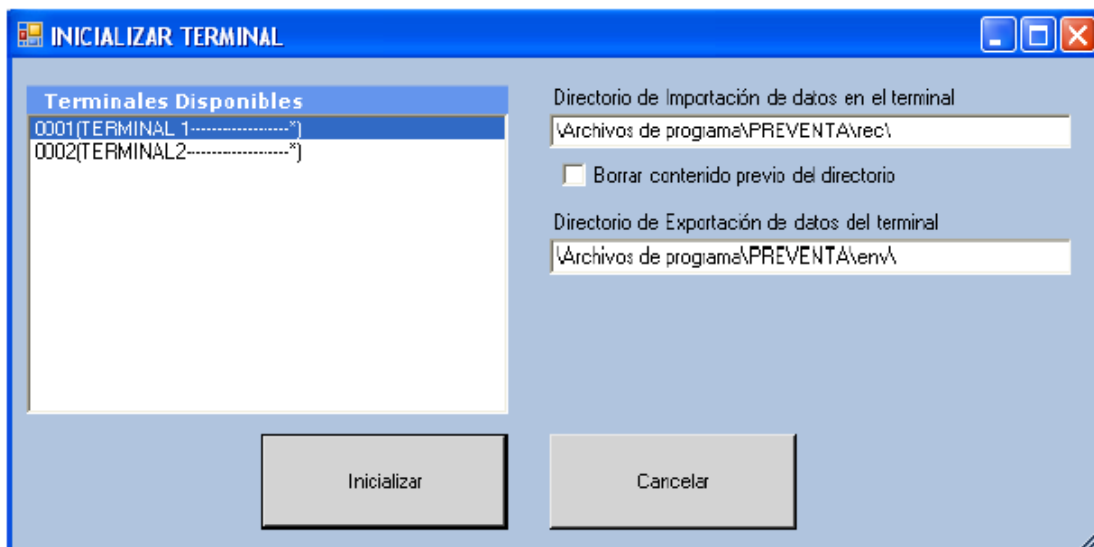 INICIALIZAR TERMINAL
Terminales Disponibles
0001(TERMINAL 1--------------------*)
0002(TERMINAL2--------------------*)
Directorio de Importación de datos en el terminal
\Archivos de programa\PREVENTA\rec\
Borrar contenido previo del directorio
Directorio de Exportación de datos del terminal
\Archivos de programa\PREVENTA\env\
Inicializar
Cancelar